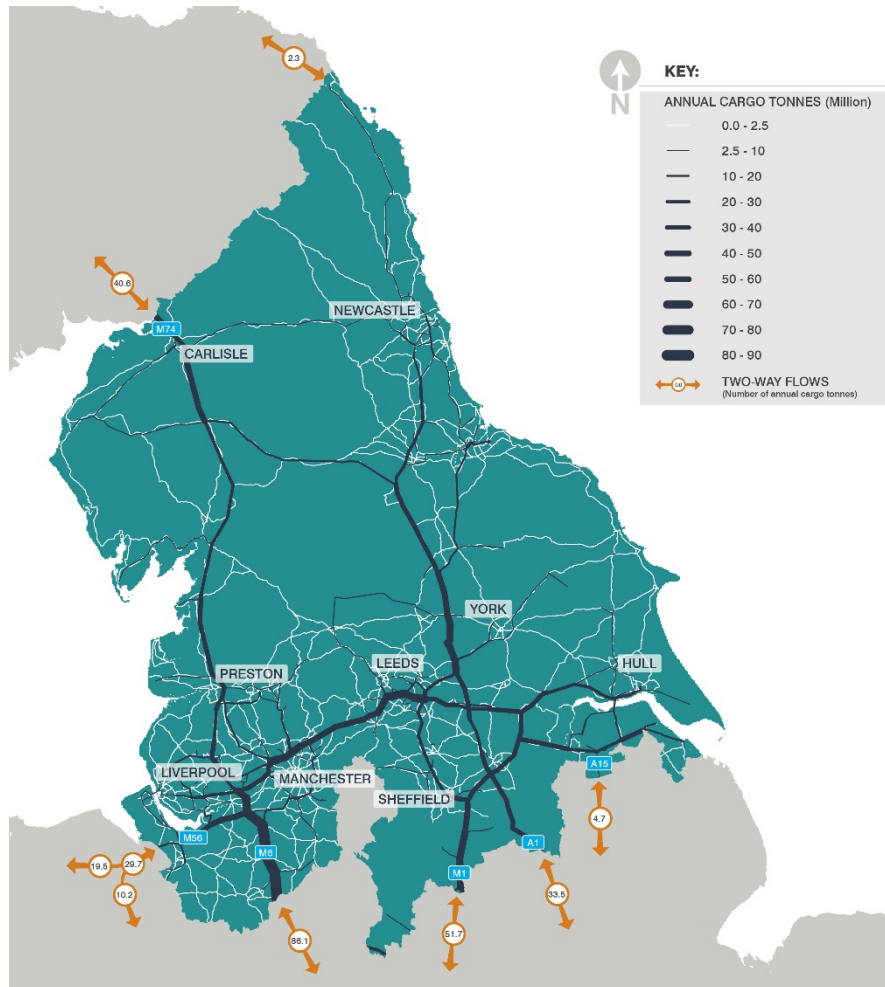 2.3
N
KEY:
ANNUAL CARGO TONNES (Million)
0.0 - 2.5
2.5 - 10
10 - 20
20 - 30
30 - 40
40 - 50
50 - 60
60 - 70
70 - 80
80 - 90
0.0
TWO-WAY FLOWS
(Number of annual cargo tonnes)
40.6
M74
NEWCASTLE
CARLISLE
YORK
LEEDS
HULL
PRESTON
LIVERPOOL
MANCHESTER
SHEFFIELD
A15
M56
M6
M1
A1
4.7
19.5
29.7
10.2
33.5
86.1
51.7